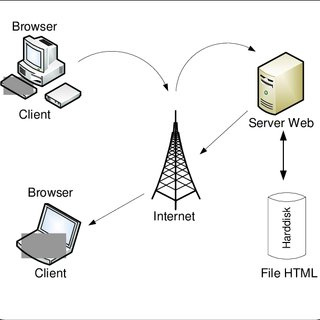 Browser
Client
Server Web
Internet
Browser
Client
Harddisk
File HTML